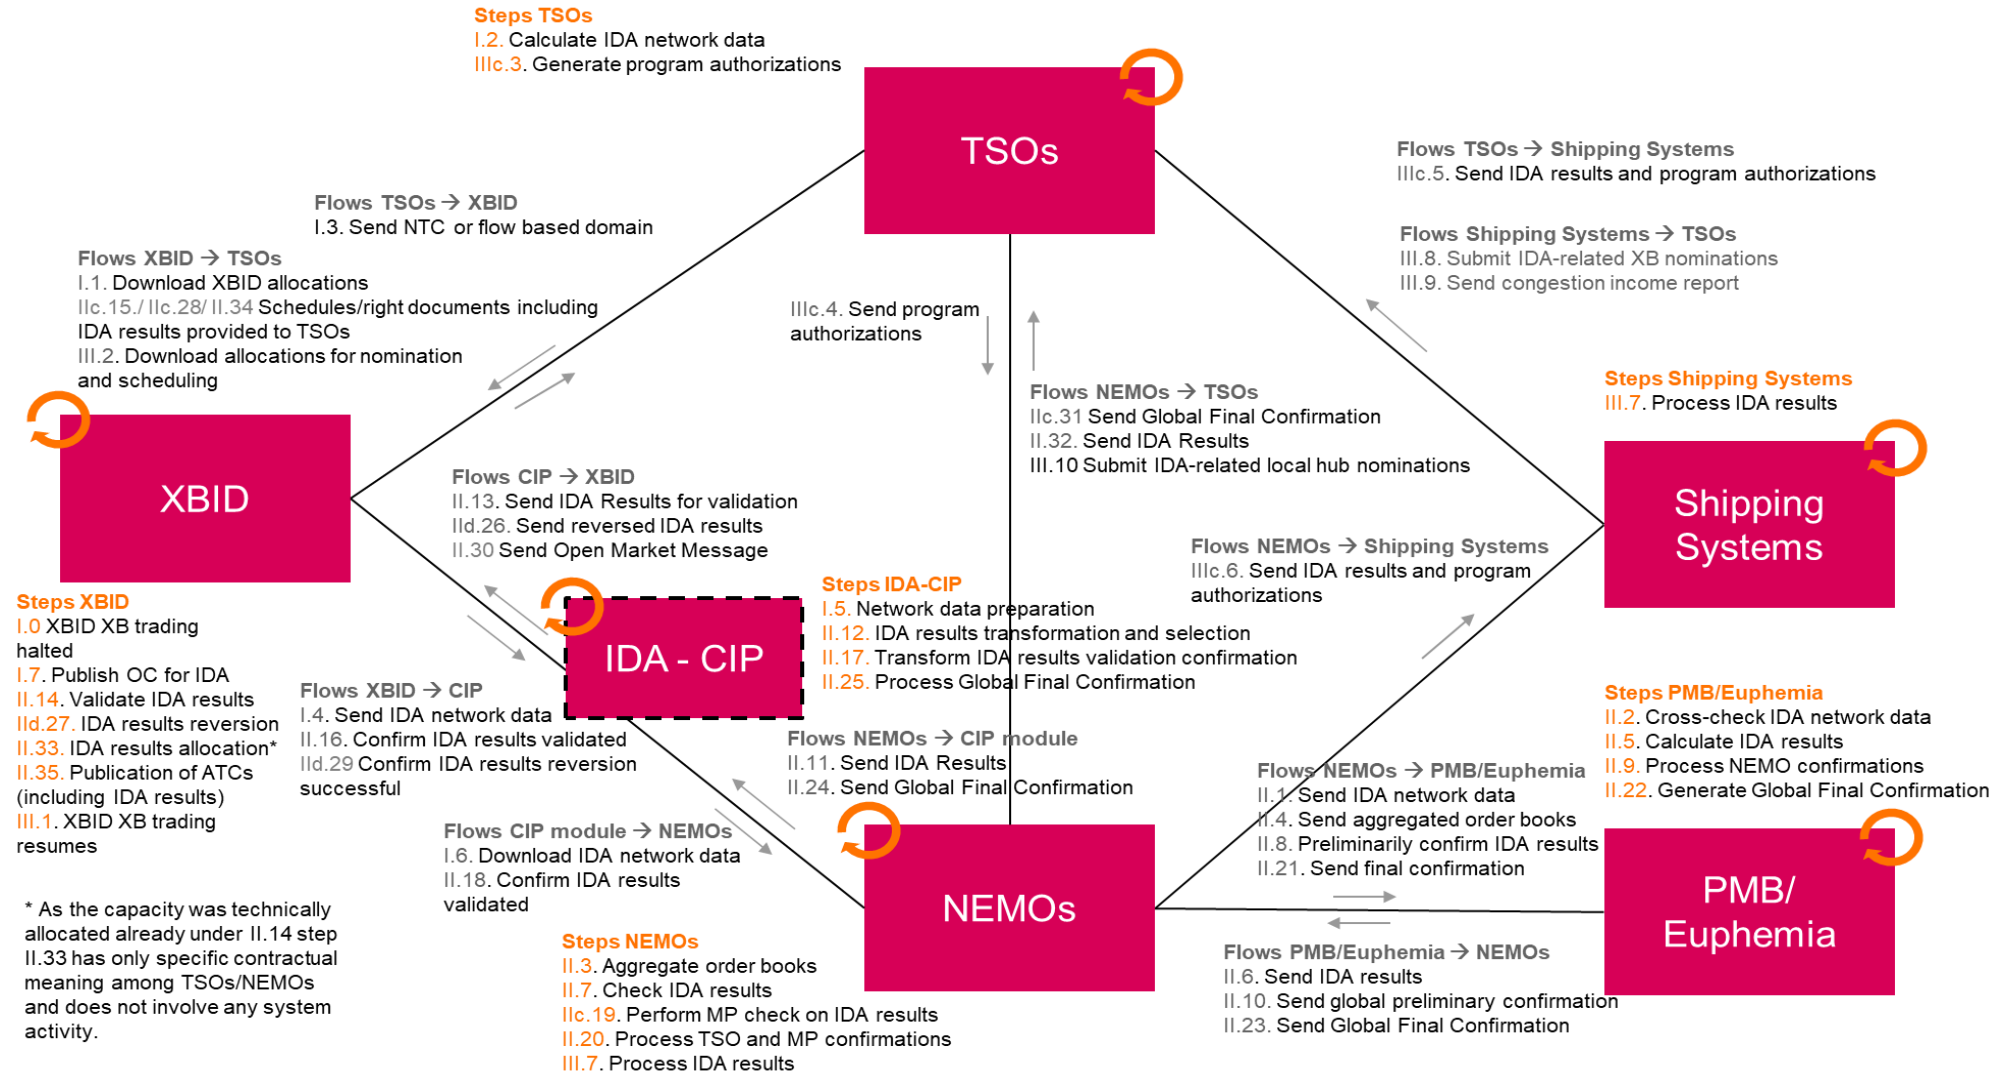 Steps TSOs
I.2. Calculate IDA network data
IIIc.3. Generate program authorizations
TSOs
Flows TSOs → Shipping Systems
IIIc.5. Send IDA results and program authorizations
Flows TSOs → XBID
I.3. Send NTC or flow based domain
Flows Shipping Systems → TSOs
III.8. Submit IDA-related XB nominations
III.9. Send congestion income report
Flows XBID → TSOs
I.1. Download XBID allocations
IIc.15./ IIc.28/ II.34 Schedules/right documents including
IDA results provided to TSOs
III.2. Download allocations for nomination
and scheduling
IIIc.4. Send program
authorizations
Flows NEMOs → TSOs
IIc.31 Send Global Final Confirmation
II.32. Send IDA Results
III.10 Submit IDA-related local hub nominations
Steps Shipping Systems
III.7. Process IDA results
XBID
Shipping
Systems
Flows CIP → XBID
II.13. Send IDA Results for validation
IId.26. Send reversed IDA results
II.30 Send Open Market Message
Flows NEMOs → Shipping Systems
IIIc.6. Send IDA results and program
authorizations
Steps XBID
I.0 XBID XB trading
halted
I.7. Publish OC for IDA
II.14. Validate IDA results
IId.27. IDA results reversion
II.33. IDA results allocation*
II.35. Publication of ATCs
(including IDA results)
III.1. XBID XB trading
resumes
IDA - CIP
Steps IDA-CIP
I.5. Network data preparation
II.12. IDA results transformation and selection
II.17. Transform IDA results validation confirmation
II.25. Process Global Final Confirmation
Flows XBID → CIP
I.4. Send IDA network data
II.16. Confirm IDA results validated
IId.29 Confirm IDA results reversion
successful
Flows NEMOs → CIP module
II.11. Send IDA Results
II.24. Send Global Final Confirmation
Steps PMB/Euphemia
II.2. Cross-check IDA network data
II.5. Calculate IDA results
II.9. Process NEMO confirmations
II.22. Generate Global Final Confirmation
Flows NEMOs → PMB/Euphemia
II.1. Send IDA network data
II.4. Send aggregated order books
II.8. Preliminarily confirm IDA results
II.21. Send final confirmation
Flows CIP module → NEMOs
I.6. Download IDA network data
II.18. Confirm IDA results
validated
NEMOs
PMB/
Euphemia
* As the capacity was technically
allocated already under II.14 step
II.33 has only specific contractual
meaning among TSOs/NEMOs
and does not involve any system
activity.
Steps NEMOs
II.3. Aggregate order books
II.7. Check IDA results
IIc.19. Perform MP check on IDA results
II.20. Process TSO and MP confirmations
III.7. Process IDA results
Flows PMB/Euphemia → NEMOs
II.6. Send IDA results
II.10. Send global preliminary confirmation
II.23. Send Global Final Confirmation